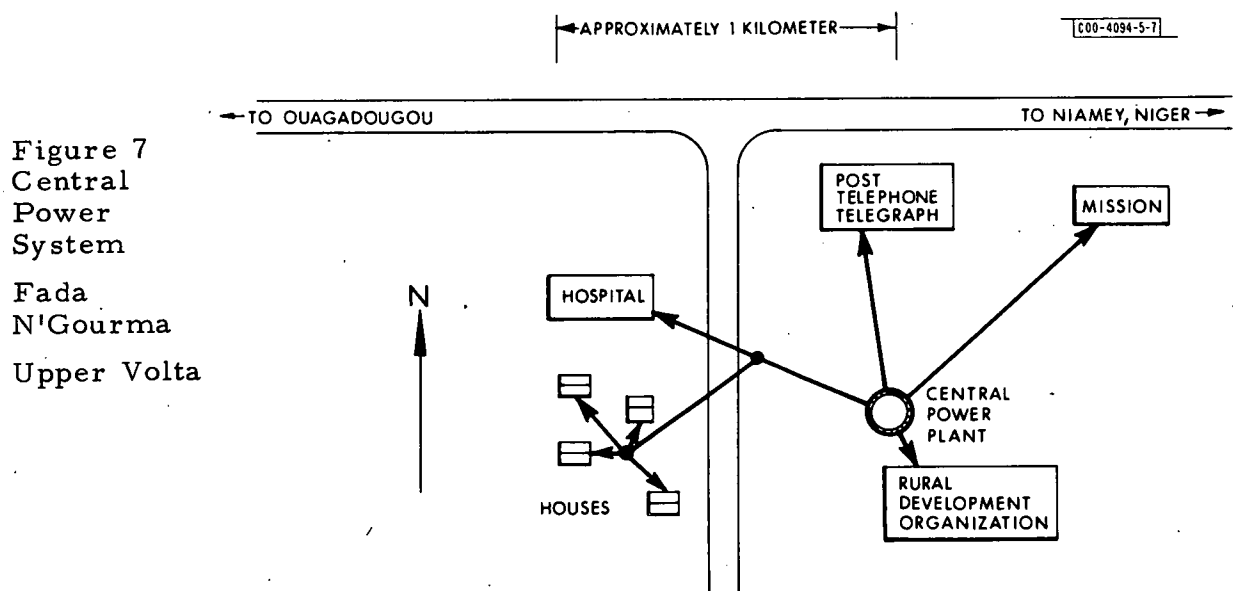 APPROXIMATELY 1 KILOMETER
C00-4094-5-7
TO OUAGADOUGOU
TO NIAMEY, NIGER
Figure 7
Central
Power
System
Fada
N'Gourma
Upper Volta
POST
TELEPHONE
TELEGRAPH
MISSION
N
HOSPITAL
CENTRAL
POWER
PLANT
HOUSES
RURAL
DEVELOPMENT
ORGANIZATION